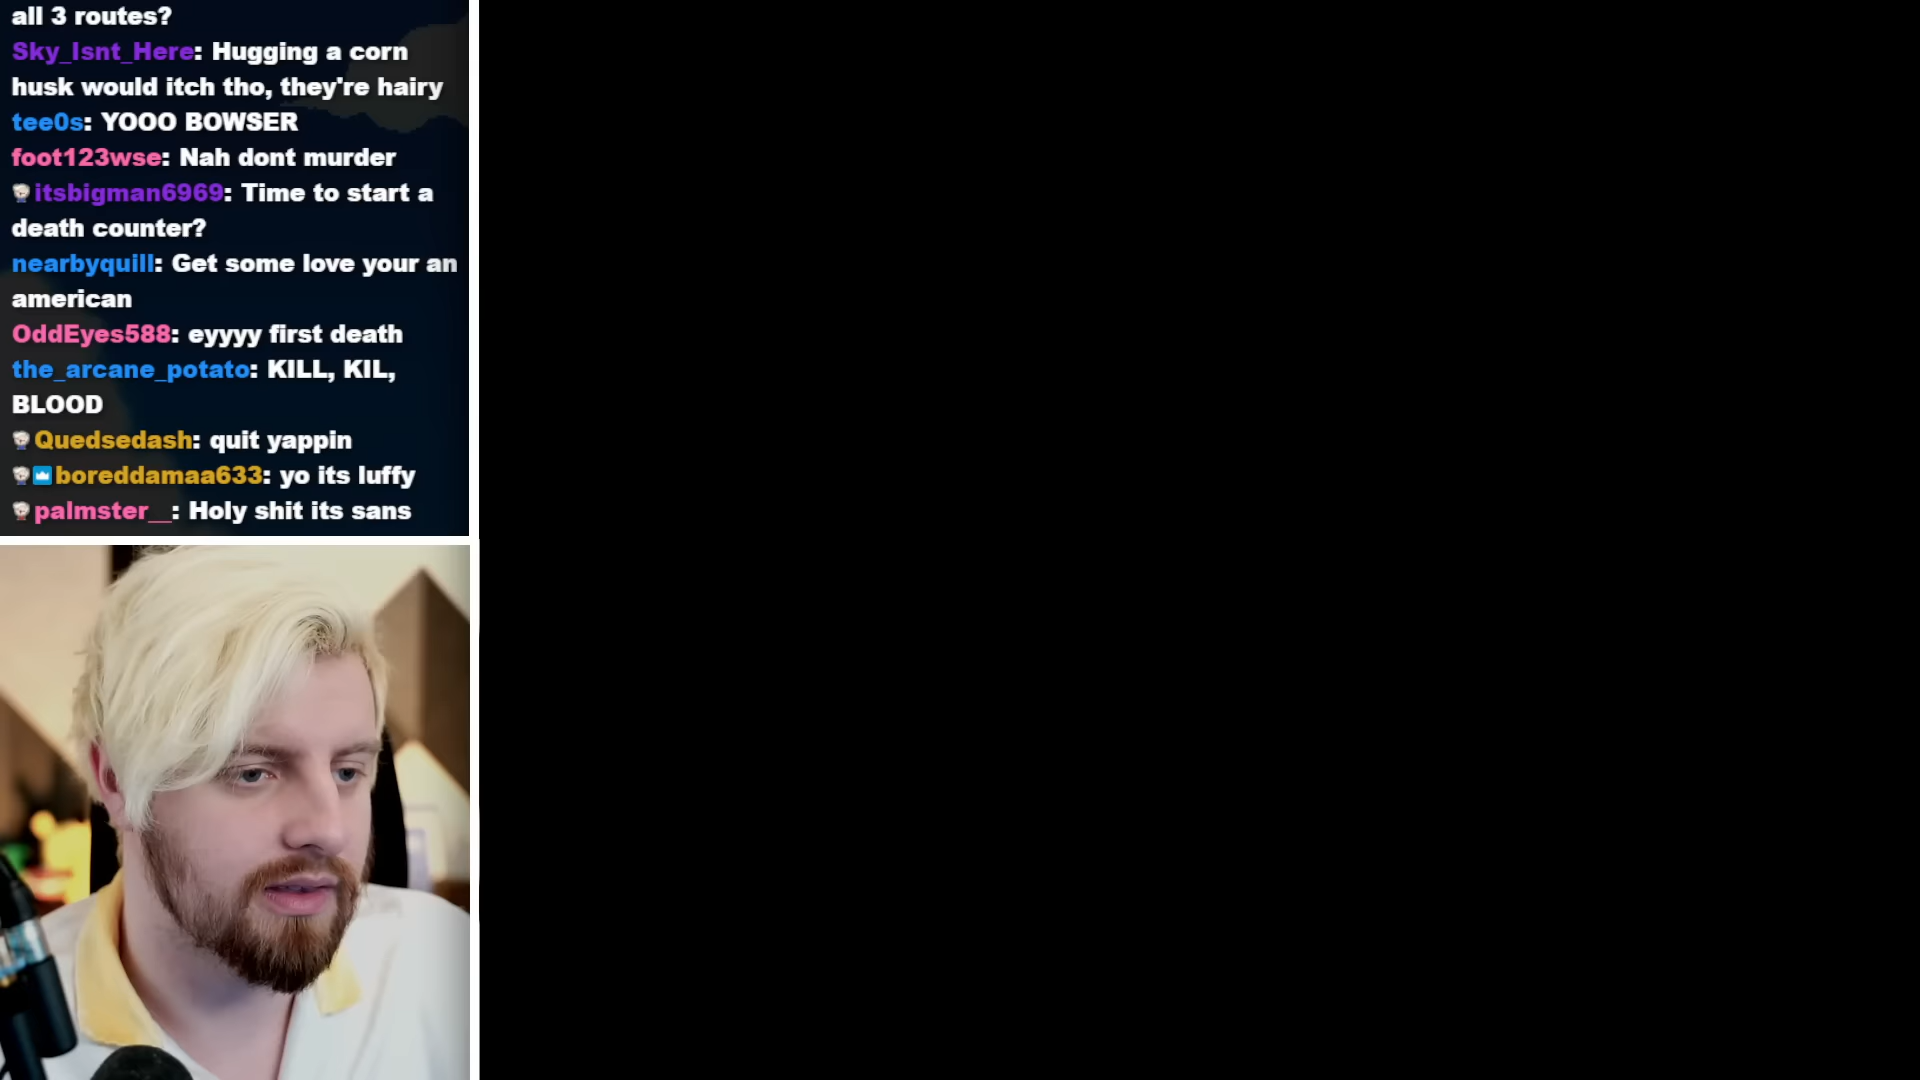 all 3 routes?
Sky_Isnt_Here: Hugging a corn
husk would itch tho, they're hairy
tee0s: YOOO BOWSER
foot123wse: Nah dont murder
itsbigman6969: Time to start a
death counter?
nearbyquill: Get some love your an
american
OddEyes588: eyyyy first death
the_arcane_potato: KILL, KIL,
BLOOD
Quedsedash: quit yappin
boreddamaa633: yo its luffy
palmster__: Holy shit its sans